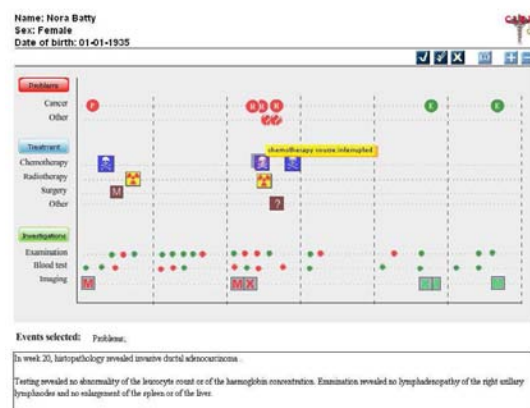 Name: Nora Batty
Sex: Female
Date of birth: 01-01-1935
Problems
Cancer
P
R R R
E
E
Other
Treatment
chemotherapy course interrupted
Chemotherapy
Radiotherapy
Surgery
M
Other
?
Investigations
Examination
Blood test
Imaging
M
M X
Events selected: Problems,
In week 20, histopathology revealed invasive ductal adenocarcinoma .
Testing revealed no abnormality of the leucocyte count or of the haemoglobin concentration. Examination revealed no lymphadenopathy of the right axillary
lymphnodes and no enlargement of the spleen or of the liver.